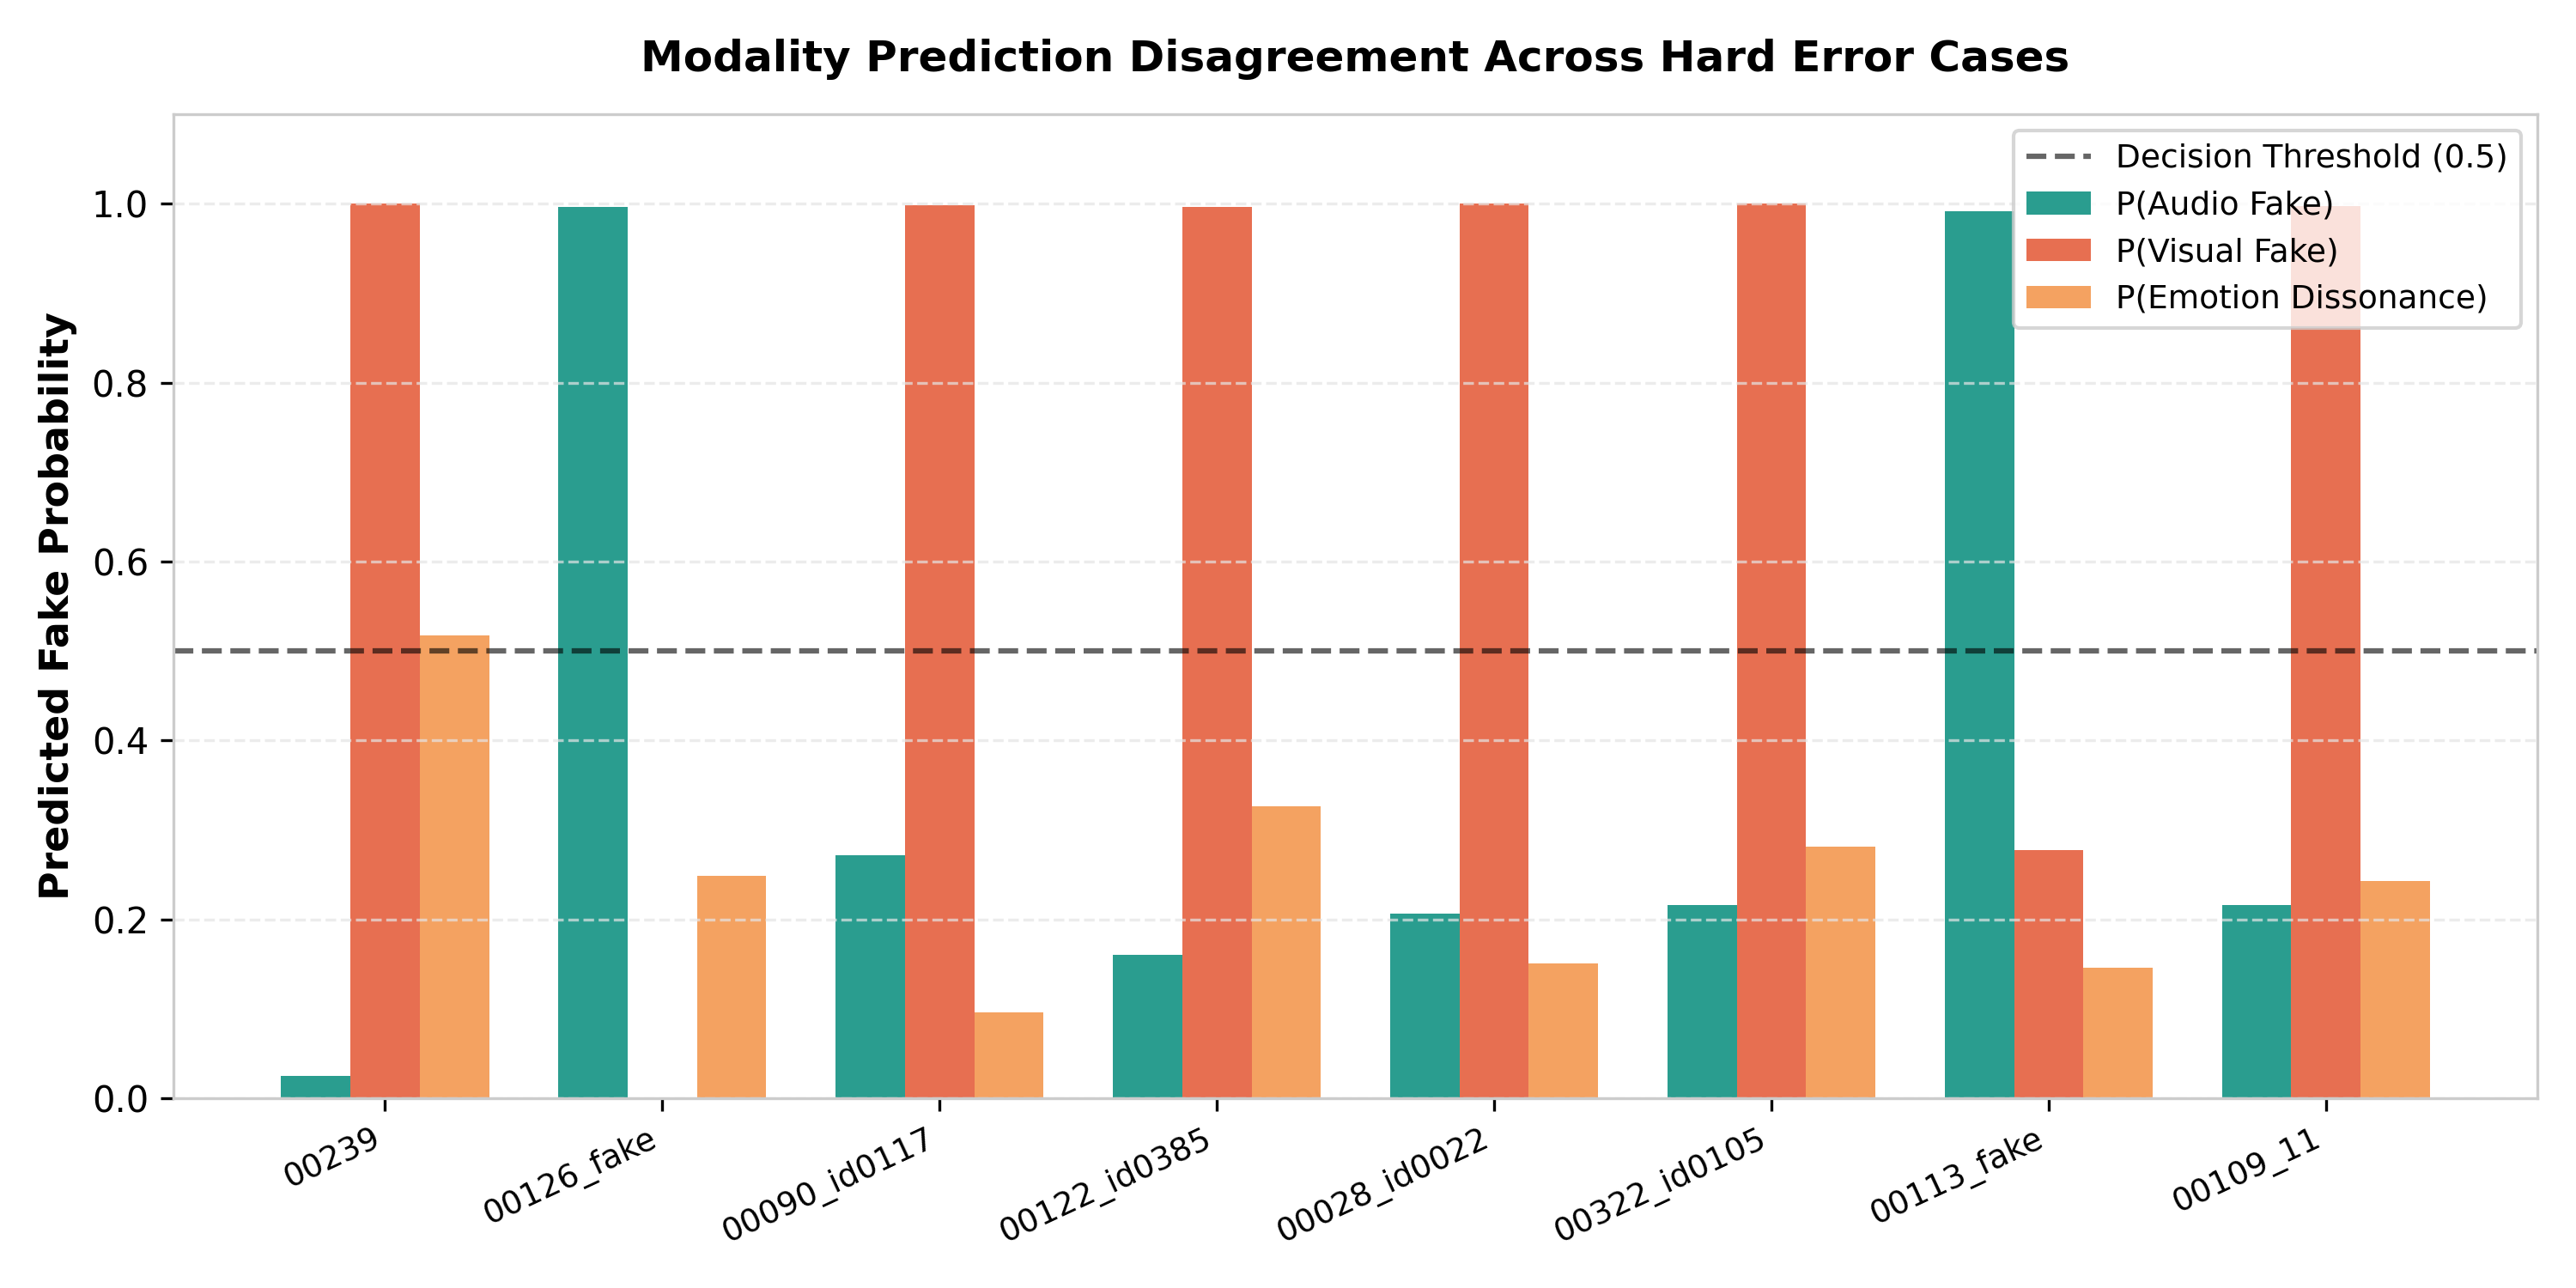 Modality Prediction Disagreement Across Hard Error Cases
Predicted Fake Probability
1.0
0.8
0.6
0.4
0.2
0.0
Decision Threshold (0.5)
P(Audio Fake)
P(Visual Fake)
P(Emotion Dissonance)
00239
00126_fake
00090_id0117
00122_id0385
00028_id0022
00322_id0105
00113_fake
00109_11